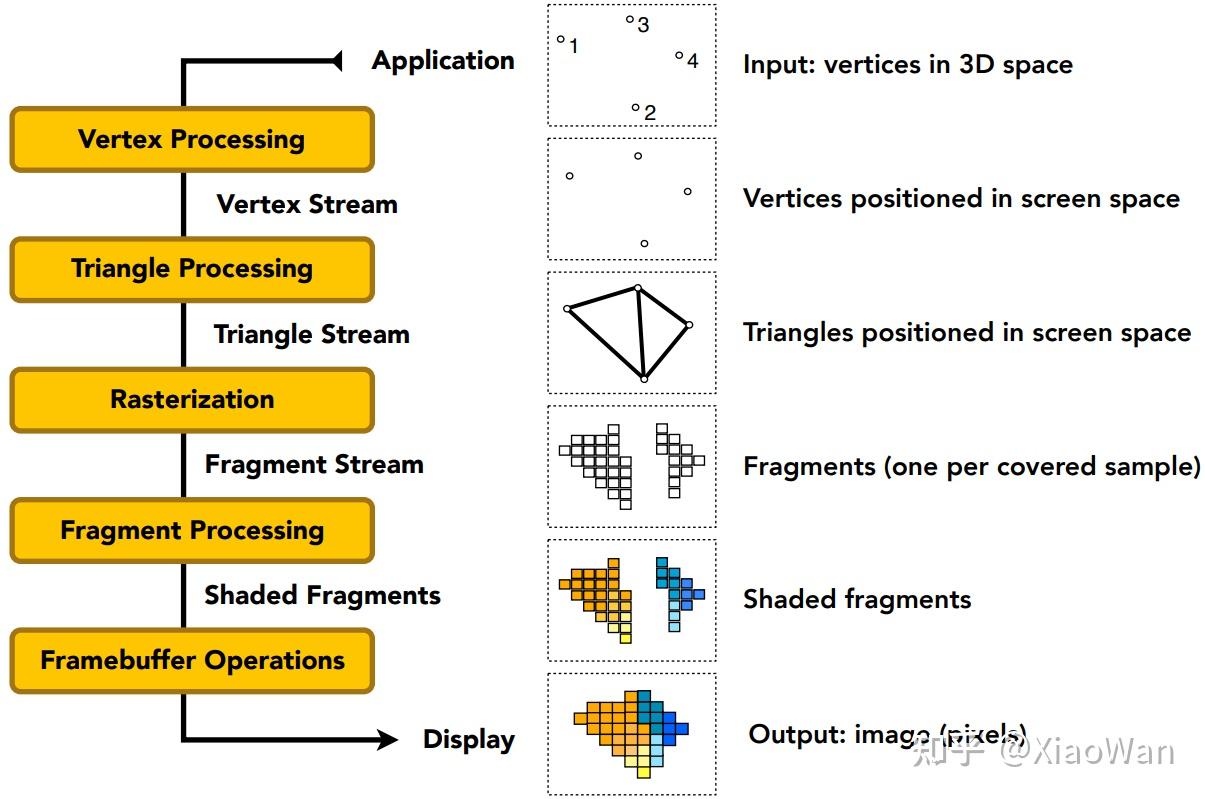 Application
Vertex Processing
Vertex Stream
Triangle Processing
Triangle Stream
Rasterization
Fragment Stream
Fragment Processing
Shaded Fragments
Framebuffer Operations
Display
3
1
4
2
Input: vertices in 3D space
Vertices positioned in screen space
Triangles positioned in screen space
Fragments (one per covered sample)
Shaded fragments
Output: image (pixels)
知乎 @XiaoWan